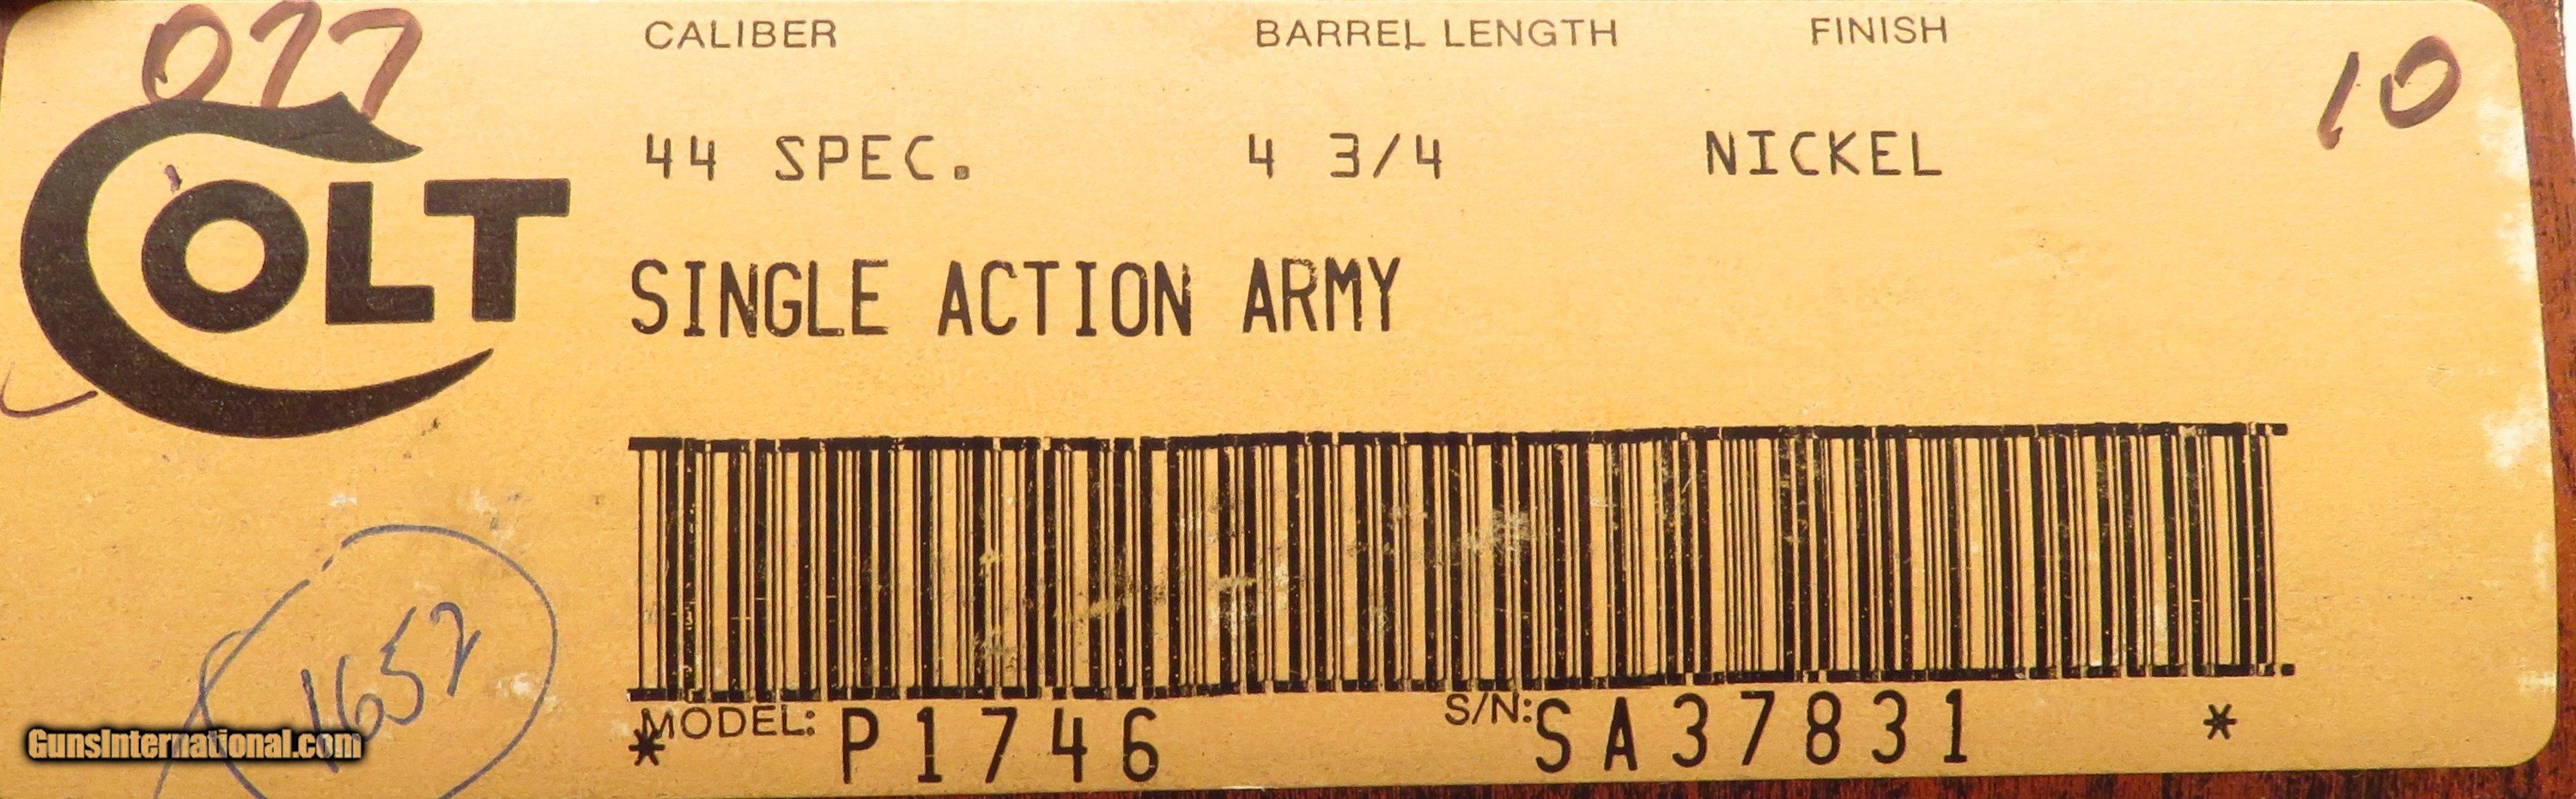 077
CALIBER BARREL LENGTH FINISH
10
COLT
44 SPEC. 4 3/4 NICKEL
SINGLE ACTION ARMY
1652
MODEL: S/N:
*P1746 SA37831 *
GunsInternational.com